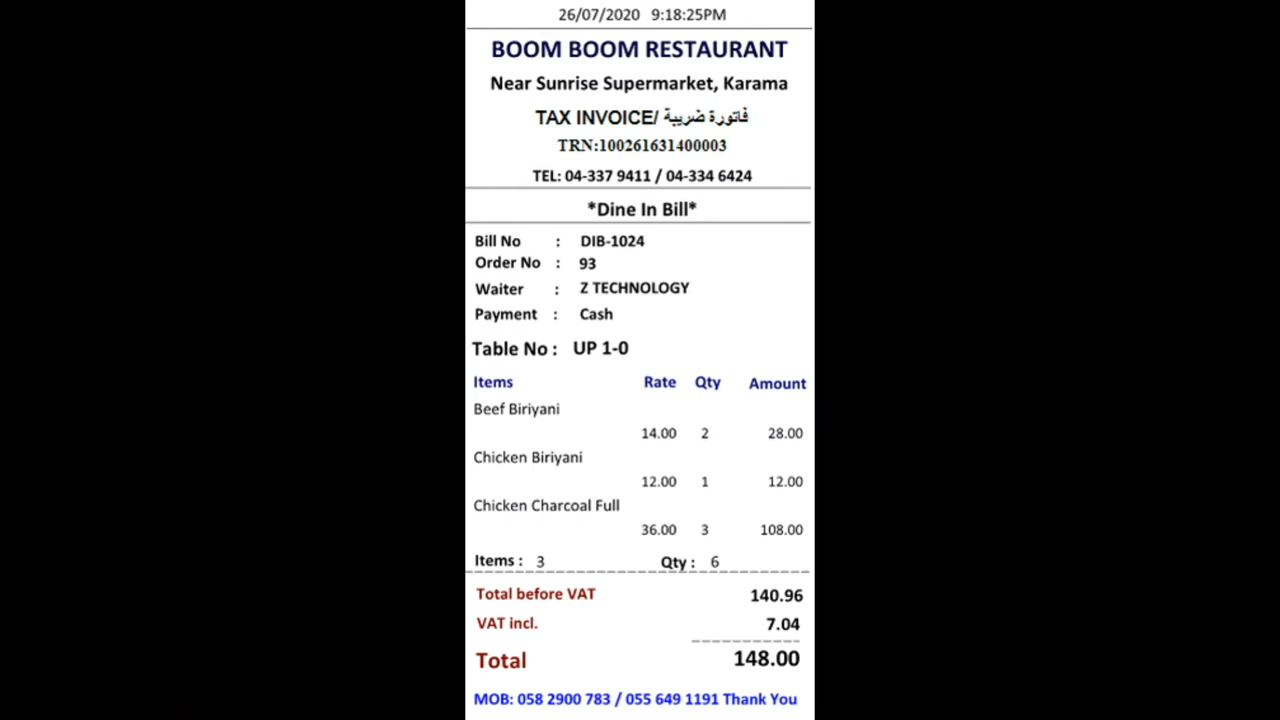 26/07/2020 9:18:25PM
BOOM BOOM RESTAURANT
Near Sunrise Supermarket, Karama
TAX INVOICE/ فاتورة ضريبة
TRN:100261631400003
TEL: 04-337 9411 / 04-334 6424
*Dine In Bill*
Bill No : DIB-1024
Order No : 93
Waiter : Z TECHNOLOGY
Payment : Cash
Table No : UP 1-0
Items Rate Qty Amount
Beef Biriyani
14.00 2 28.00
Chicken Biriyani
12.00 1 12.00
Chicken Charcoal Full
36.00 3 108.00
Items : 3 Qty : 6
Total before VAT 140.96
VAT incl. 7.04
Total 148.00
MOB: 058 2900 783 / 055 649 1191 Thank You